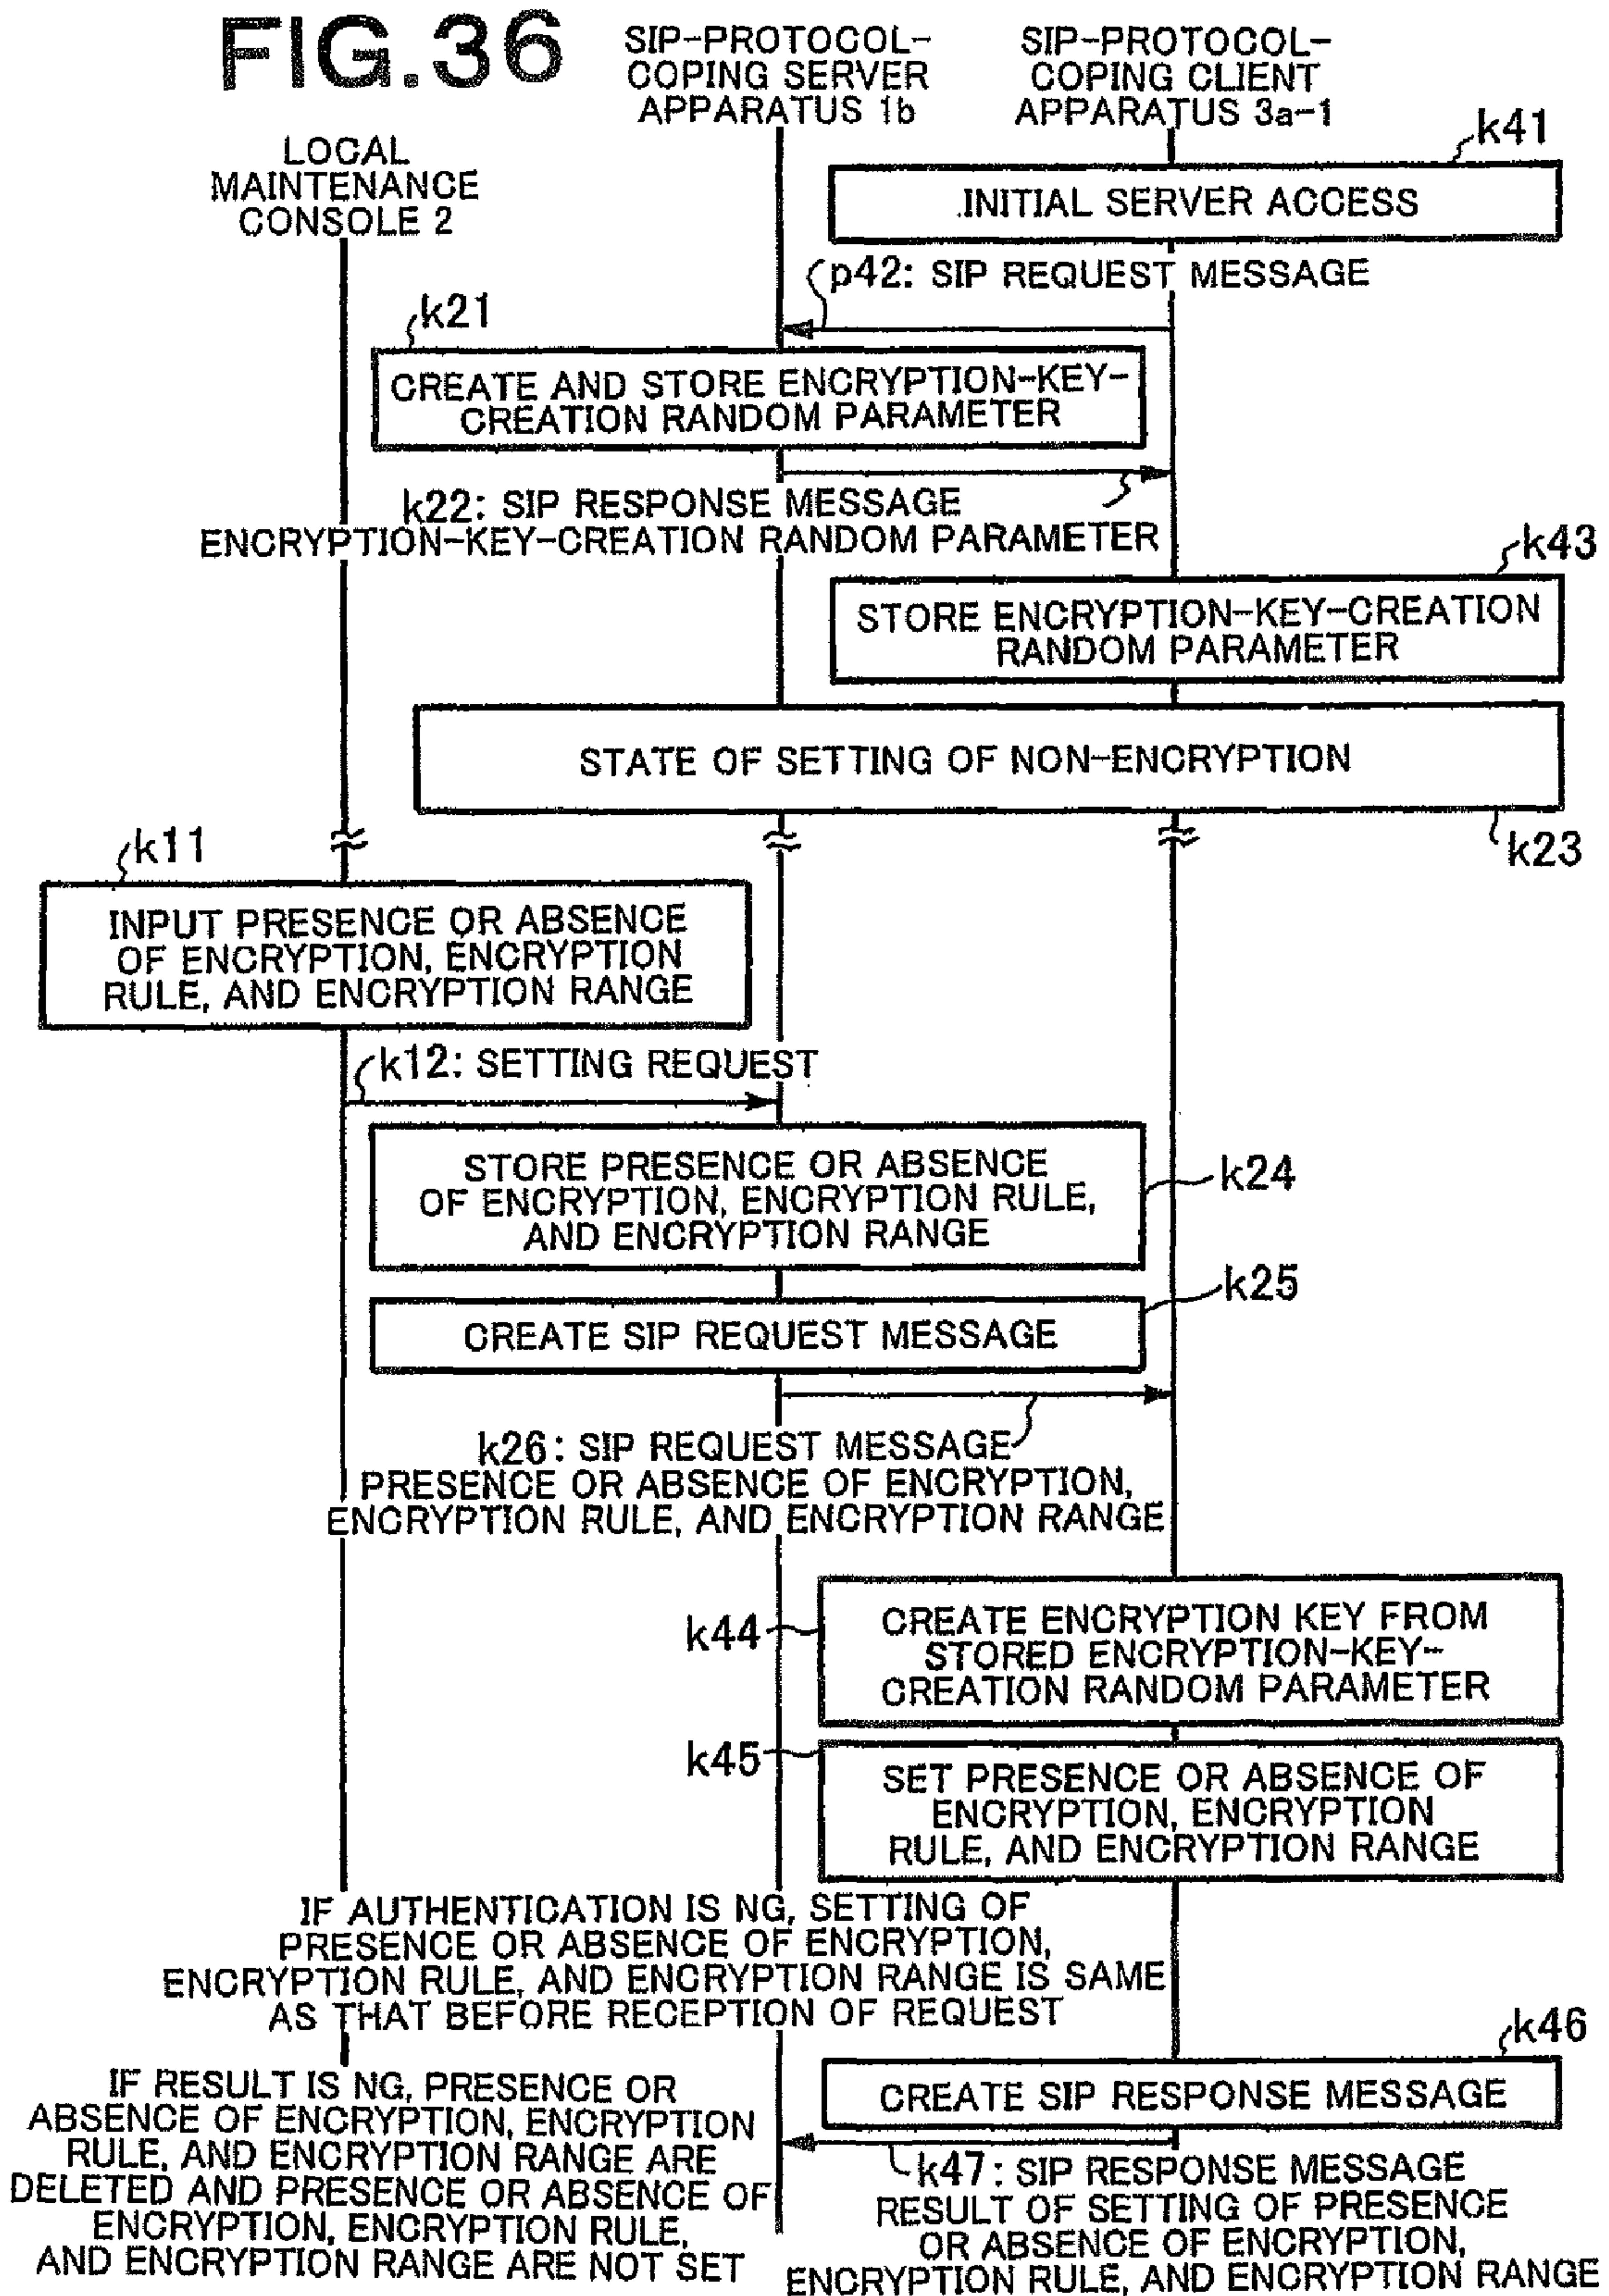 FIG.36
SIP-PROTOCOL-
COPING SERVER
APPARATUS 1b
SIP-PROTOCOL-
COPING CLIENT
APPARATUS 3a-1
LOCAL
MAINTENANCE
CONSOLE 2
k41
INITIAL SERVER ACCESS
p42: SIP REQUEST MESSAGE
k21
CREATE AND STORE ENCRYPTION-KEY-
CREATION RANDOM PARAMETER
k22: SIP RESPONSE MESSAGE
ENCRYPTION-KEY-CREATION RANDOM PARAMETER
k43
STORE ENCRYPTION-KEY-CREATION
RANDOM PARAMETER
STATE OF SETTING OF NON-ENCRYPTION
k23
k11
INPUT PRESENCE OR ABSENCE
OF ENCRYPTION, ENCRYPTION
RULE, AND ENCRYPTION RANGE
k12: SETTING REQUEST
STORE PRESENCE OR ABSENCE
OF ENCRYPTION, ENCRYPTION RULE,
AND ENCRYPTION RANGE
k24
k25
CREATE SIP REQUEST MESSAGE
k26: SIP REQUEST MESSAGE
PRESENCE OR ABSENCE OF ENCRYPTION,
ENCRYPTION RULE, AND ENCRYPTION RANGE
k44
CREATE ENCRYPTION KEY FROM
STORED ENCRYPTION-KEY-
CREATION RANDOM PARAMETER
k45
SET PRESENCE OR ABSENCE OF
ENCRYPTION, ENCRYPTION
RULE, AND ENCRYPTION RANGE
IF AUTHENTICATION IS NG, SETTING OF
PRESENCE OR ABSENCE OF ENCRYPTION,
ENCRYPTION RULE, AND ENCRYPTION RANGE IS SAME
AS THAT BEFORE RECEPTION OF REQUEST
k46
CREATE SIP RESPONSE MESSAGE
IF RESULT IS NG, PRESENCE OR
ABSENCE OF ENCRYPTION, ENCRYPTION
RULE, AND ENCRYPTION RANGE ARE
DELETED AND PRESENCE OR ABSENCE OF
ENCRYPTION, ENCRYPTION RULE,
AND ENCRYPTION RANGE ARE NOT SET
k47: SIP RESPONSE MESSAGE
RESULT OF SETTING OF PRESENCE
OR ABSENCE OF ENCRYPTION,
ENCRYPTION RULE, AND ENCRYPTION RANGE